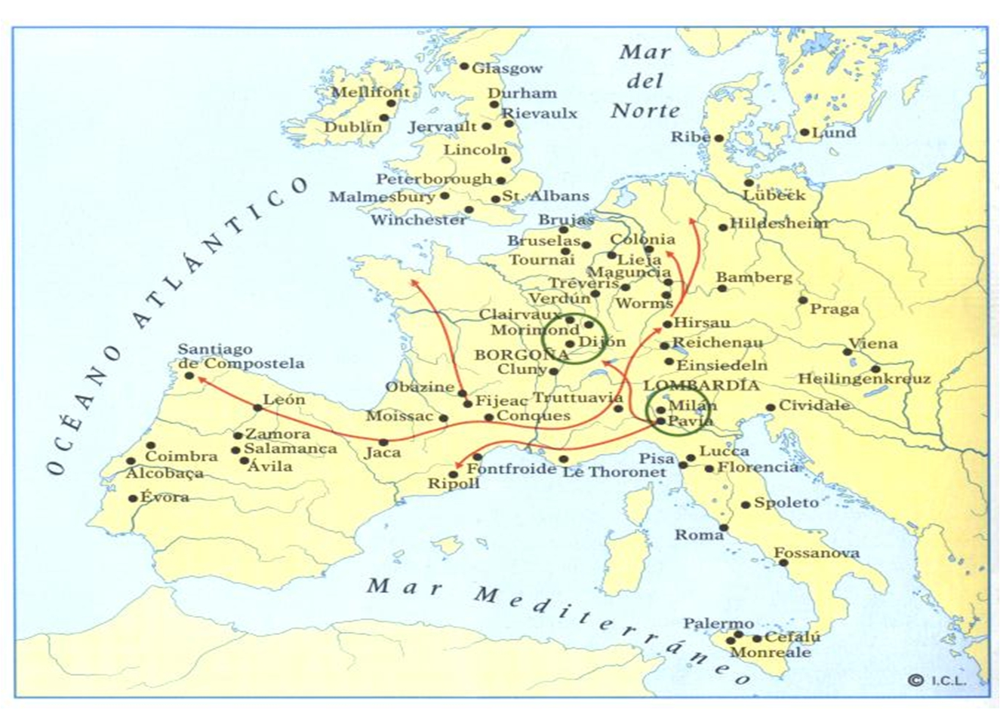 Mar
del
Norte
Glasgow
Mellifont
Durham
Rievaulx
Dublín
Jervault
Ribe
Lund
Lincoln
Peterborough
Malmesbury
St. Albans
Lübeck
Winchester
OCÉANO ATLÁNTICO
Brujas
Hildesheim
Bruselas
Colonia
Tournai
Lieja
Maguncia
Tréveris
Bamberg
Verdún
Worms
Praga
Clairvaux
Morimond
Hirsau
Dijón
Reichenau
Viena
Santiago
de Compostela
BORGOÑA
Cluny
Einsiedeln
Heilingenkreuz
Obazine
LOMBARDÍA
León
Fijeac
Truttuavia
Milán
Cividale
Moissac
Conques
Pavía
Zamora
Salamanca
Coimbra
Ávila
Jaca
Alcobaça
Fontfroide
Le Thoronet
Pisa
Lucca
Florencia
Ripoll
Évora
Spoleto
Roma
Fossanova
Mar Mediterráneo
Palermo
Cefalú
Monreale
© I.C.L.